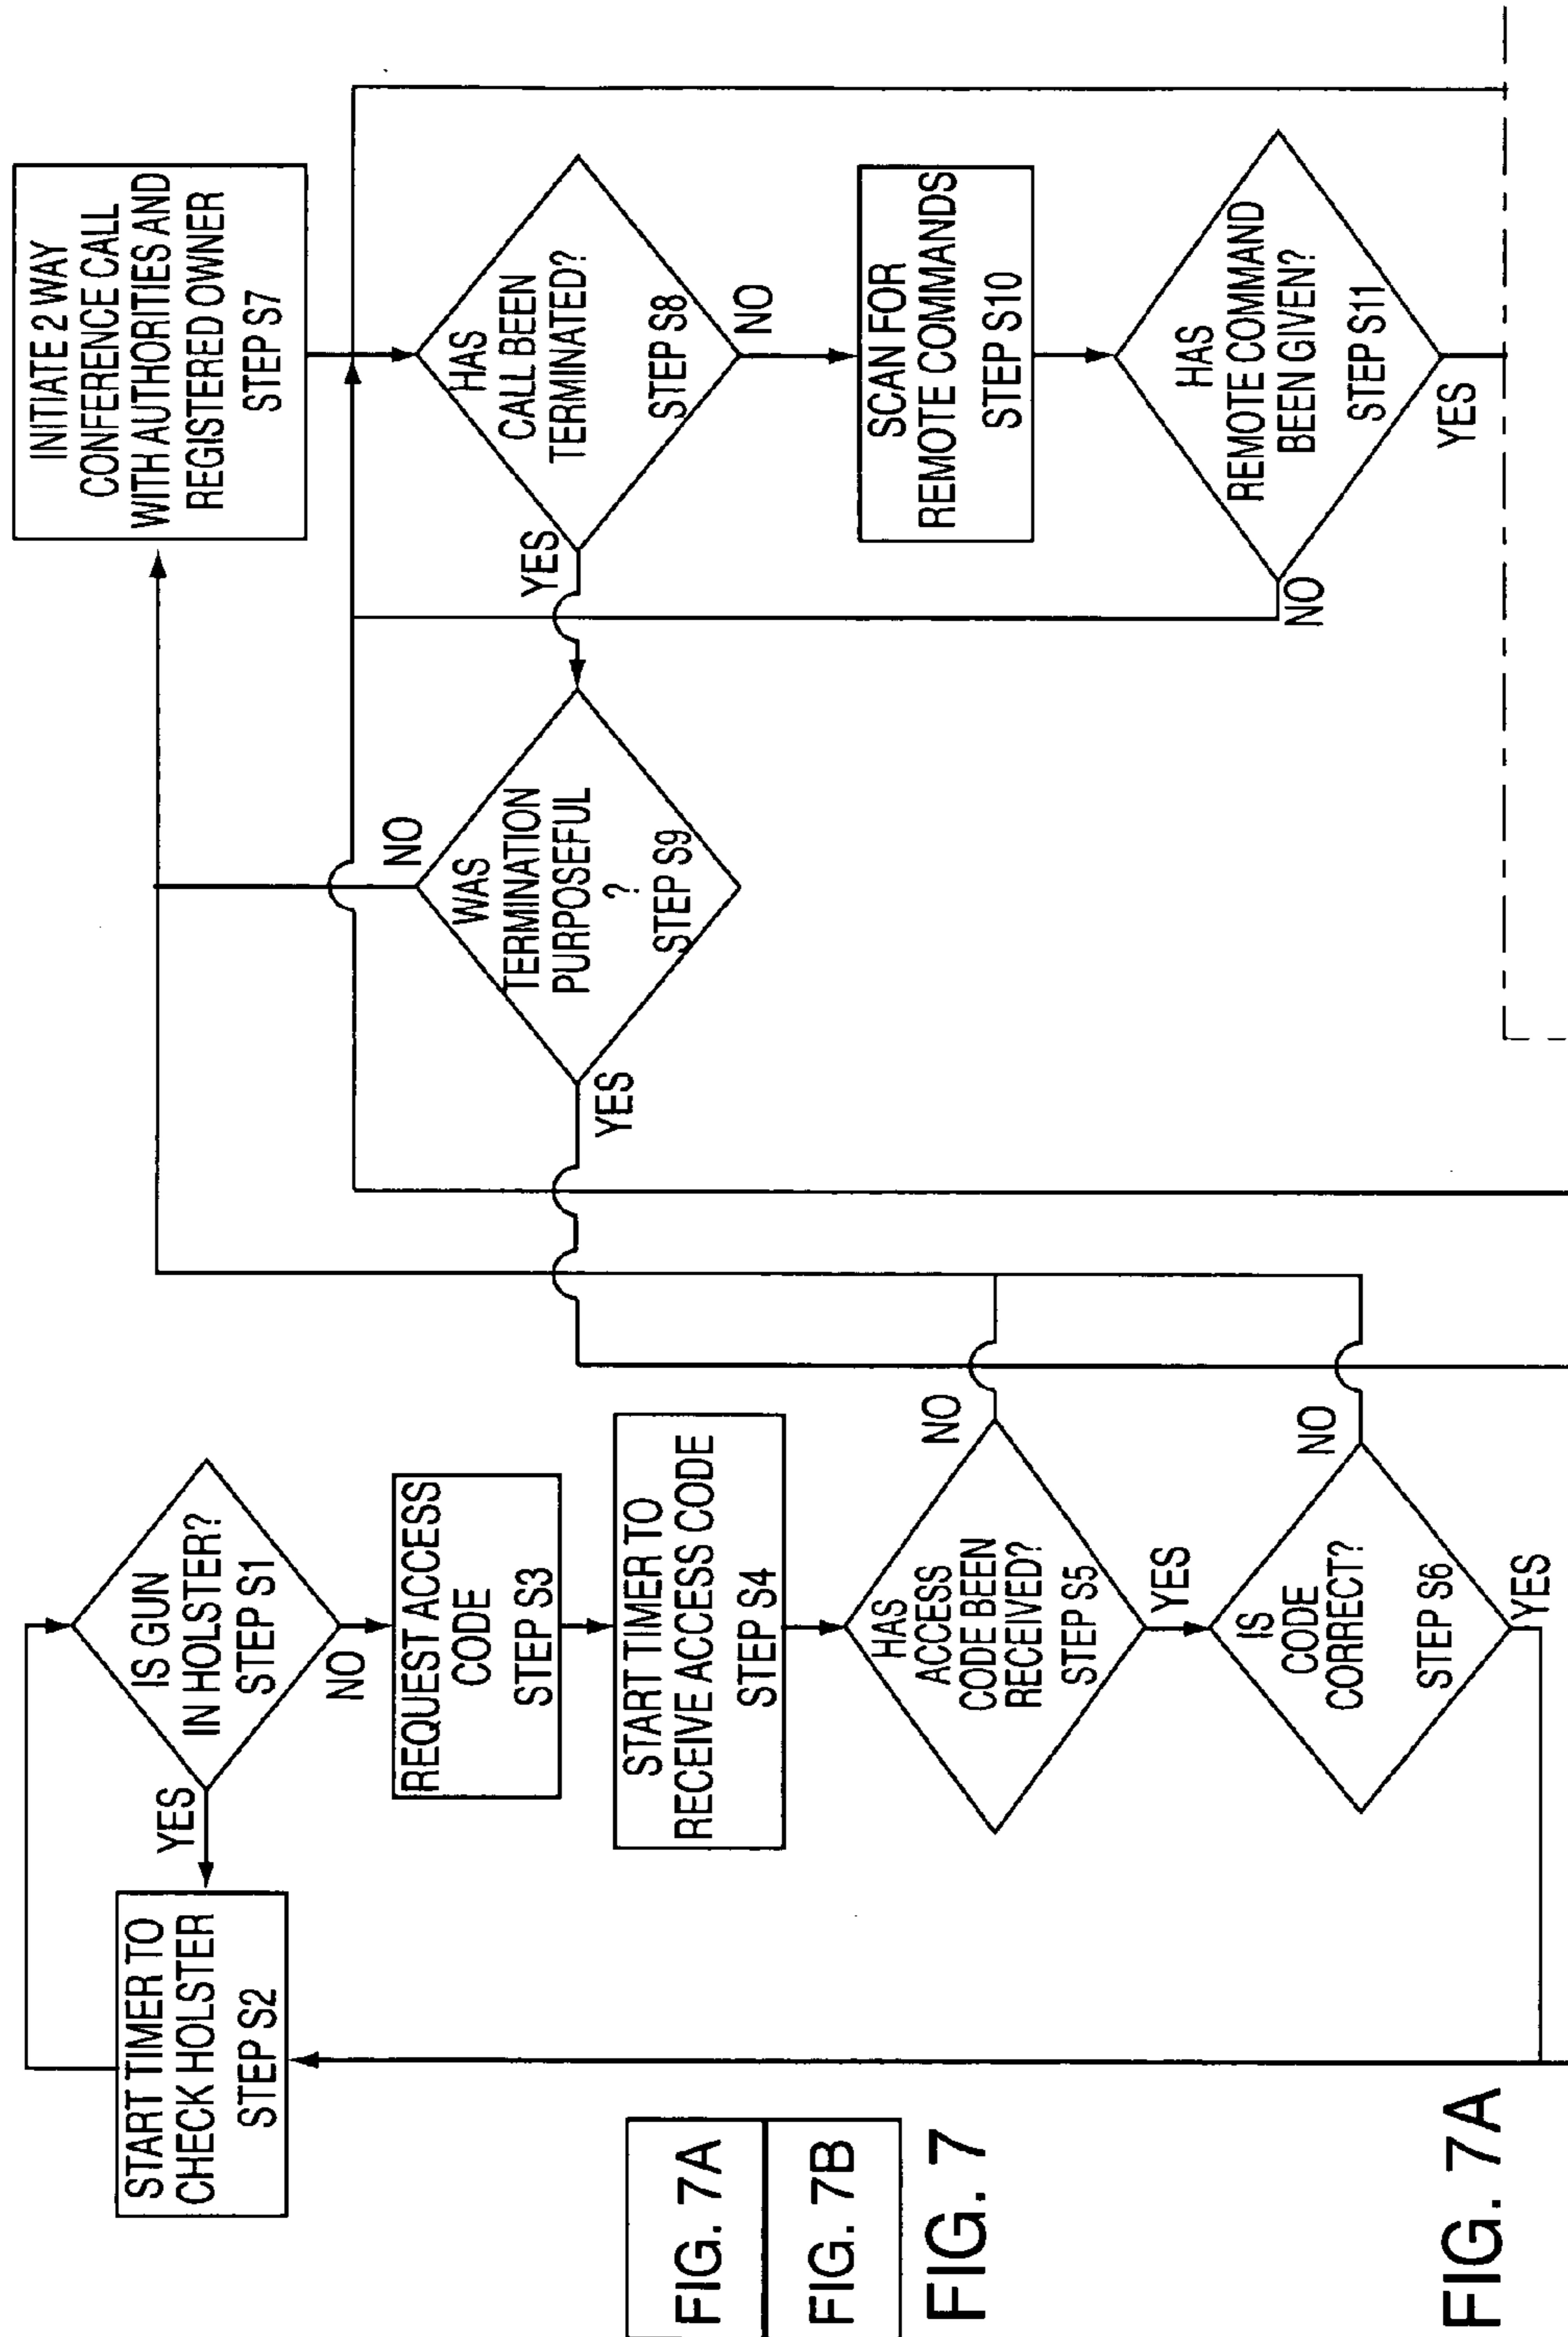 START TIMER TO
CHECK HOLSTER
STEP S2
YES
IS GUN
IN HOLSTER?
STEP S1
NO
REQUEST ACCESS
CODE
STEP S3
START TIMER TO
RECEIVE ACCESS CODE
STEP S4
HAS
ACCESS
CODE BEEN
RECEIVED?
STEP S5
NO
YES
IS
CODE
CORRECT?
STEP S6
NO
YES
INITIATE 2 WAY
CONFERENCE CALL
WITH AUTHORITIES AND
REGISTERED OWNER
STEP S7
HAS
CALL BEEN
TERMINATED?
STEP S8
YES
NO
WAS
TERMINATION
PURPOSEFUL
?
STEP S9
NO
YES
SCAN FOR
REMOTE COMMANDS
STEP S10
HAS
REMOTE COMMAND
BEEN GIVEN?
STEP S11
NO
YES
FIG. 7A
FIG. 7B
FIG. 7
FIG. 7A